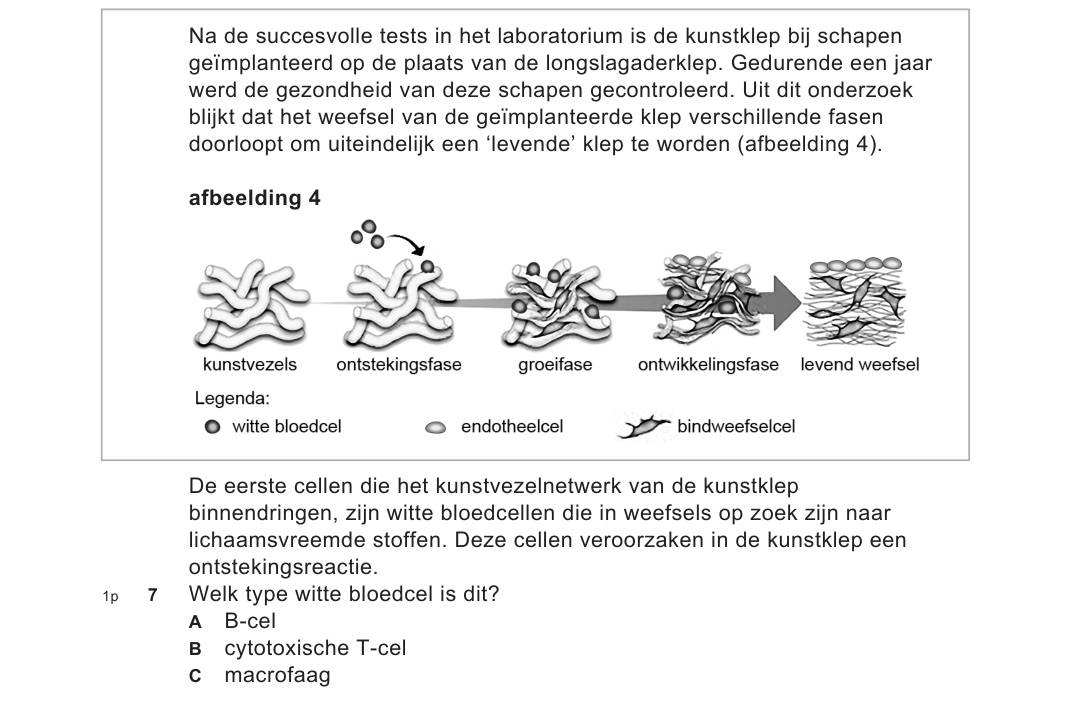 Na de succesvolle tests in het laboratorium is de kunstklep bij schapen
geïmplanteerd op de plaats van de longslagaderklep. Gedurende een jaar
werd de gezondheid van deze schapen gecontroleerd. Uit dit onderzoek
blijkt dat het weefsel van de geïmplanteerde klep verschillende fasen
doorloopt om uiteindelijk een ‘levende’ klep te worden (afbeelding 4).
afbeelding 4
kunstvezels ontstekingsfase groeifase ontwikkelingsfase levend weefsel
Legenda:
witte bloedcel endotheelcel bindweefselcel
De eerste cellen die het kunstvezelnetwerk van de kunstklep
binnendringen, zijn witte bloedcellen die in weefsels op zoek zijn naar
lichaamsvreemde stoffen. Deze cellen veroorzaken in de kunstklep een
ontstekingsreactie.
1p 7 Welk type witte bloedcel is dit?
A B-cel
B cytotoxische T-cel
C macrofaag